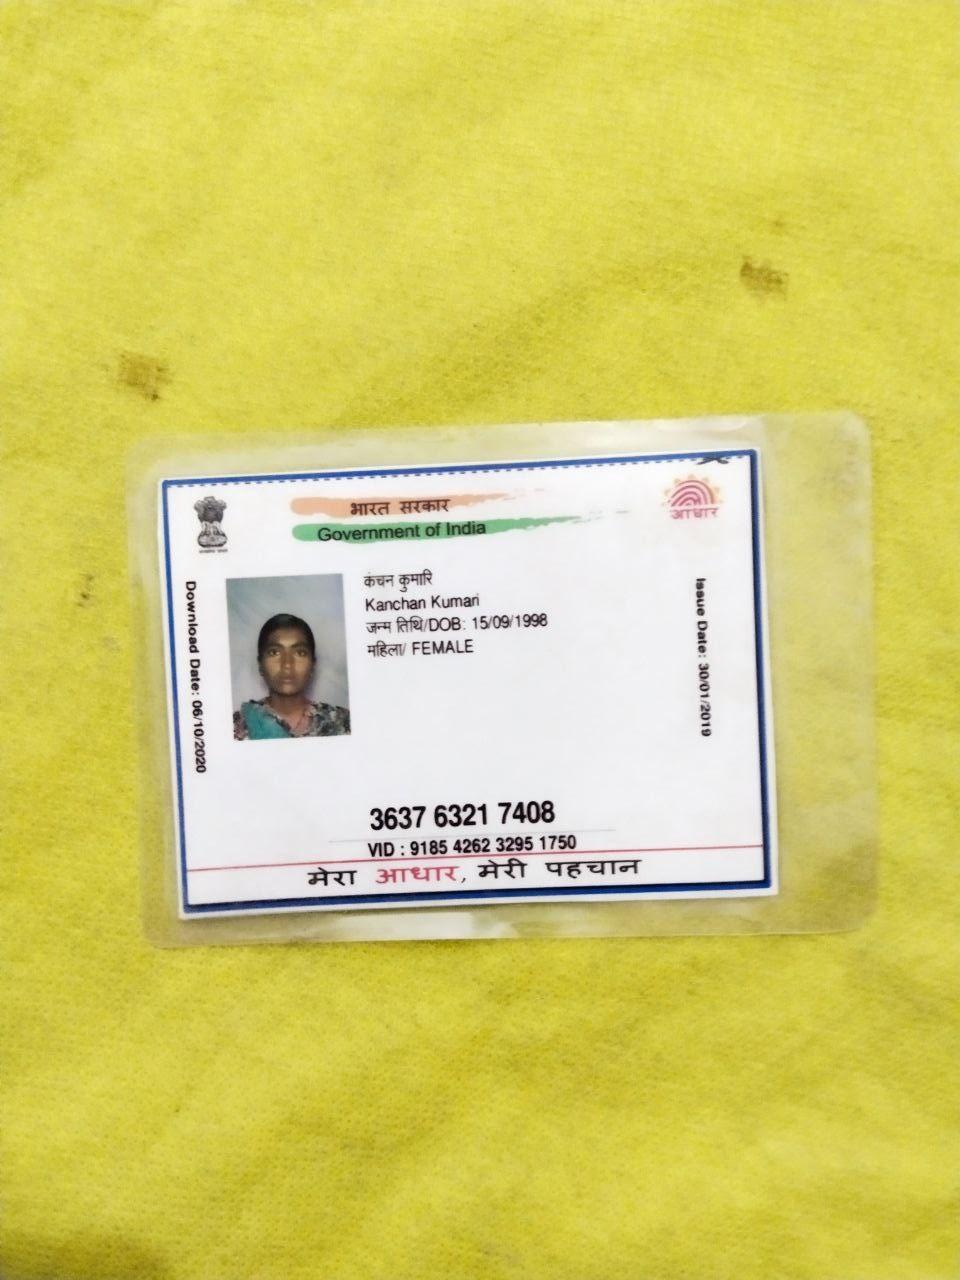 भारत सरकार
Government of India
आधार
Download Date: 06/10/2020
कंचन कुमारि
Kanchan Kumari
जन्म तिथि/DOB: 15/09/1998
महिला/ FEMALE
Issue Date: 30/01/2019
3637 6321 7408
VID : 9185 4262 3295 1750
मेरा आधार, मेरी पहचान